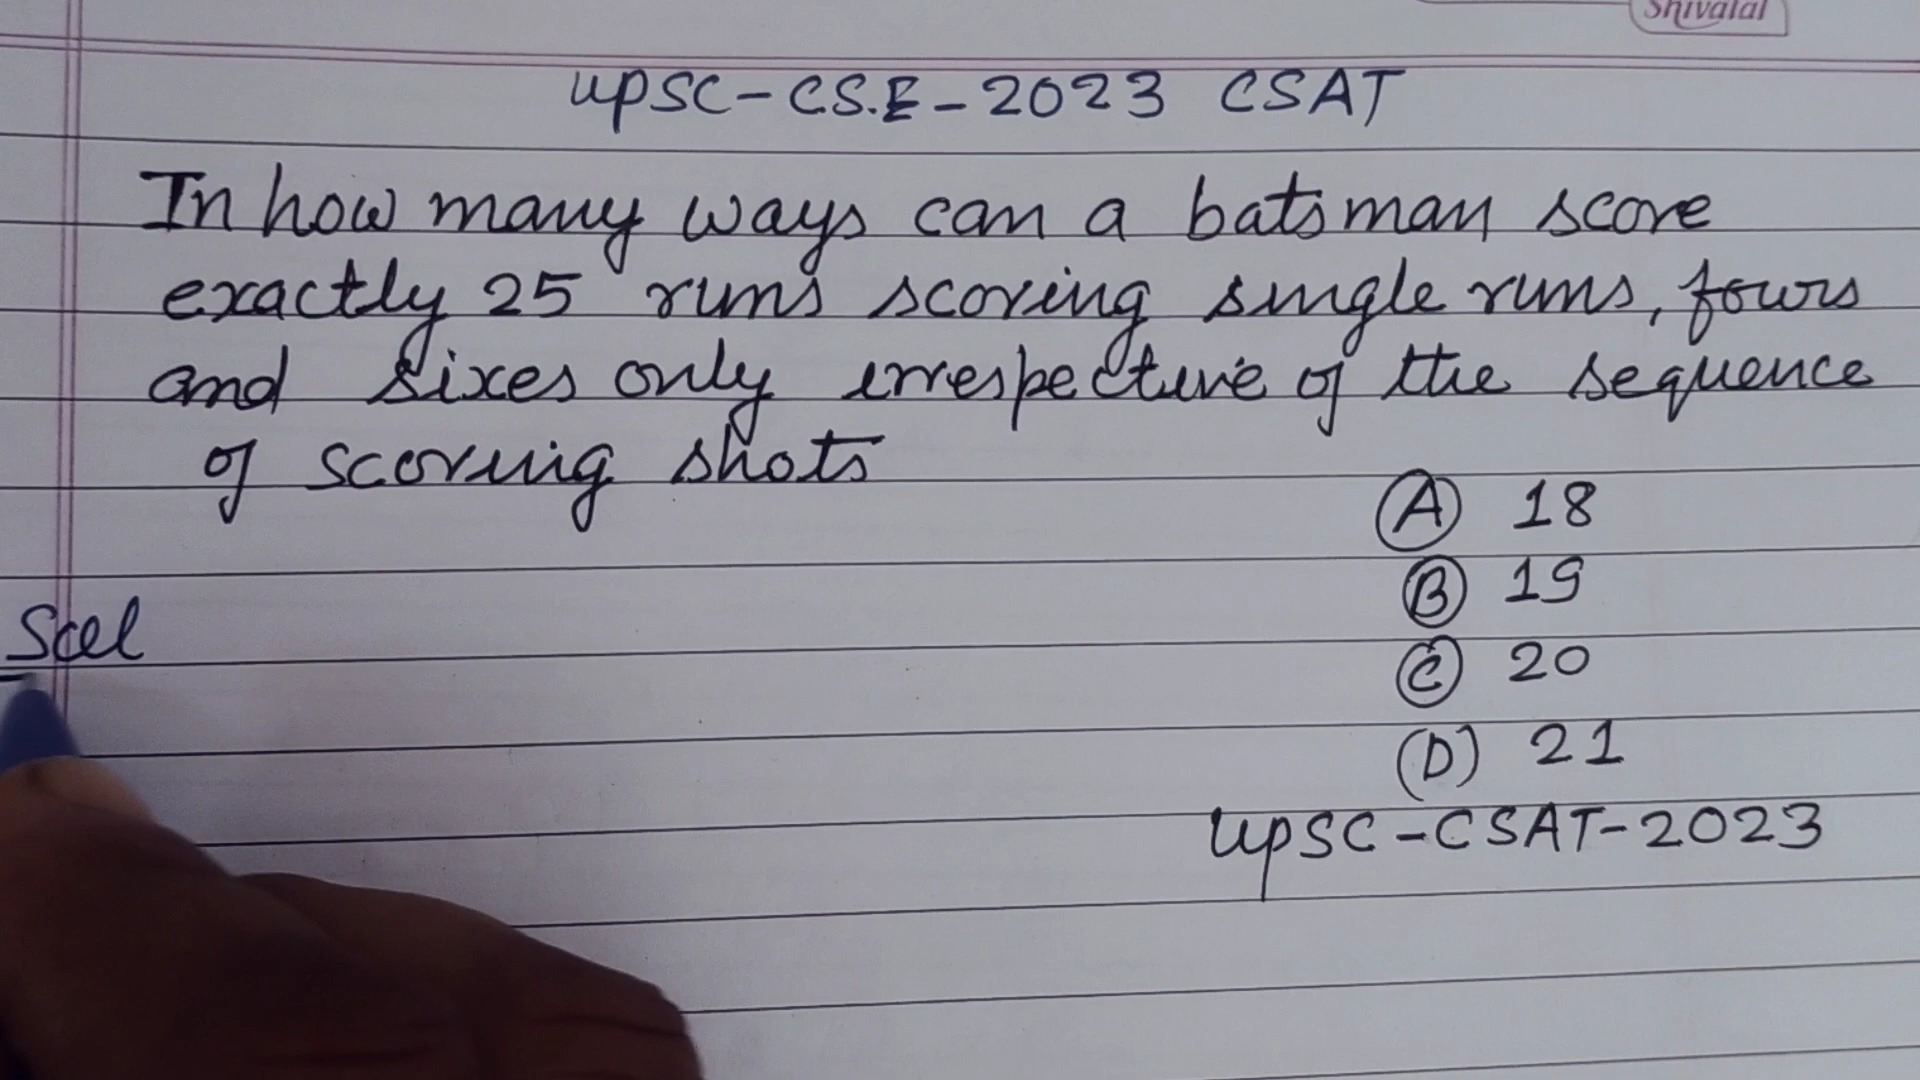 Shivalal
UPSC-C.S.E-2023 CSAT
In how many ways can a batsman score
exactly 25 runs scoring single runs, fours
and sixes only irrespective of the sequence
of scoring shots
(A) 18
(B) 19
(C) 20
(D) 21
Sol
UPSC-CSAT-2023